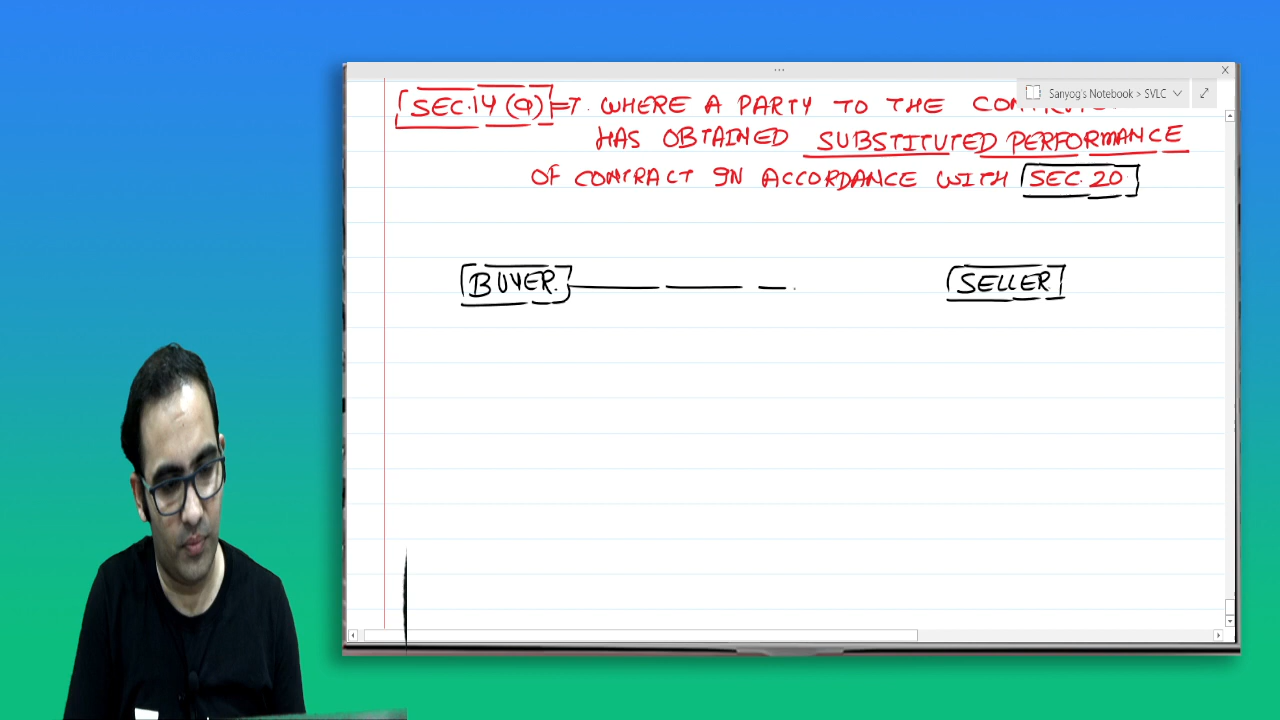 Sanyog's Notebook > SVLC
SEC.14 (a) => WHERE A PARTY TO THE
HAS OBTAINED SUBSTITUTED PERFORMANCE
OF CONTRACT IN ACCORDANCE WITH SEC. 20
BUYER.
SELLER